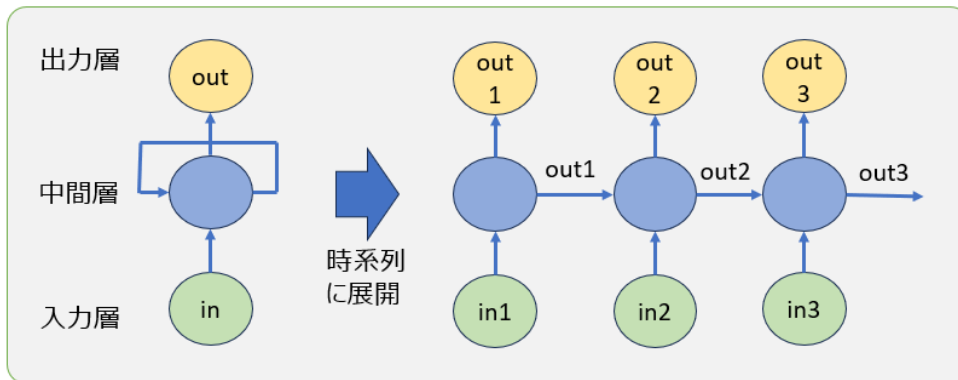 出力層
out
out
1
out
2
out
3
中間層
out1
out2
out3
時系列
に展開
入力層
in
in1
in2
in3